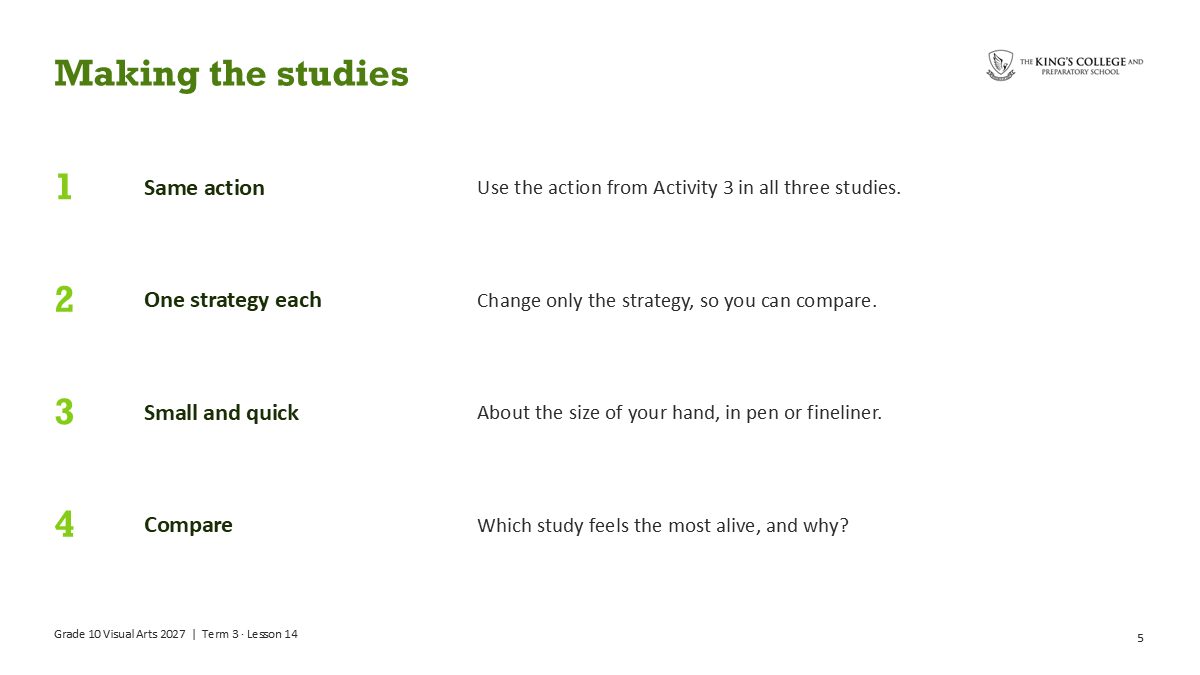 Making the studies
THE KING'S COLLEGE AND
PREPARATORY SCHOOL
1 Same action Use the action from Activity 3 in all three studies.
2 One strategy each Change only the strategy, so you can compare.
3 Small and quick About the size of your hand, in pen or fineliner.
4 Compare Which study feels the most alive, and why?
Grade 10 Visual Arts 2027 | Term 3 · Lesson 14
5